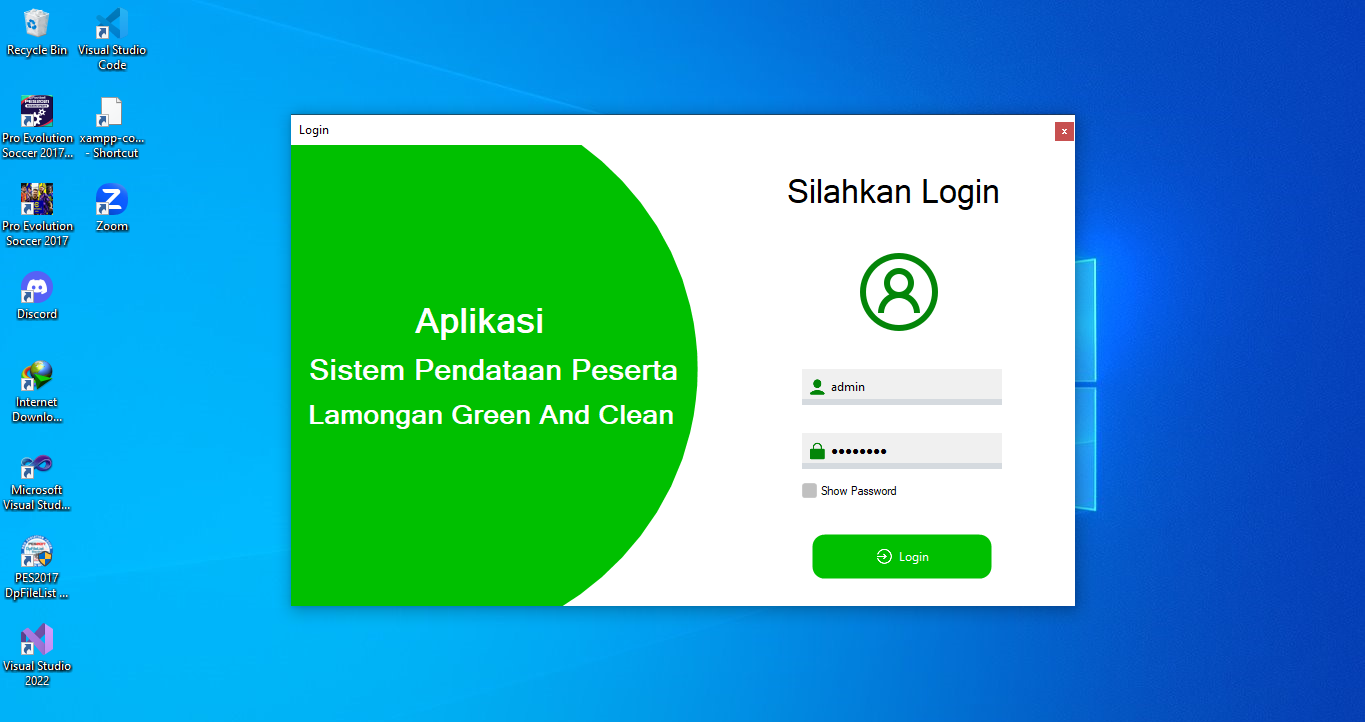 Recycle Bin
Visual Studio
Code
Pro Evolution
Soccer 2017...
xampp-co...
- Shortcut
Pro Evolution
Soccer 2017
Zoom
Discord
Internet
Downlo...
Microsoft
Visual Stud...
PES2017
DpFileList ...
Visual Studio
2022
Login
x
Aplikasi
Sistem Pendataan Peserta
Lamongan Green And Clean
Silahkan Login
admin
••••••••
Show Password
Login